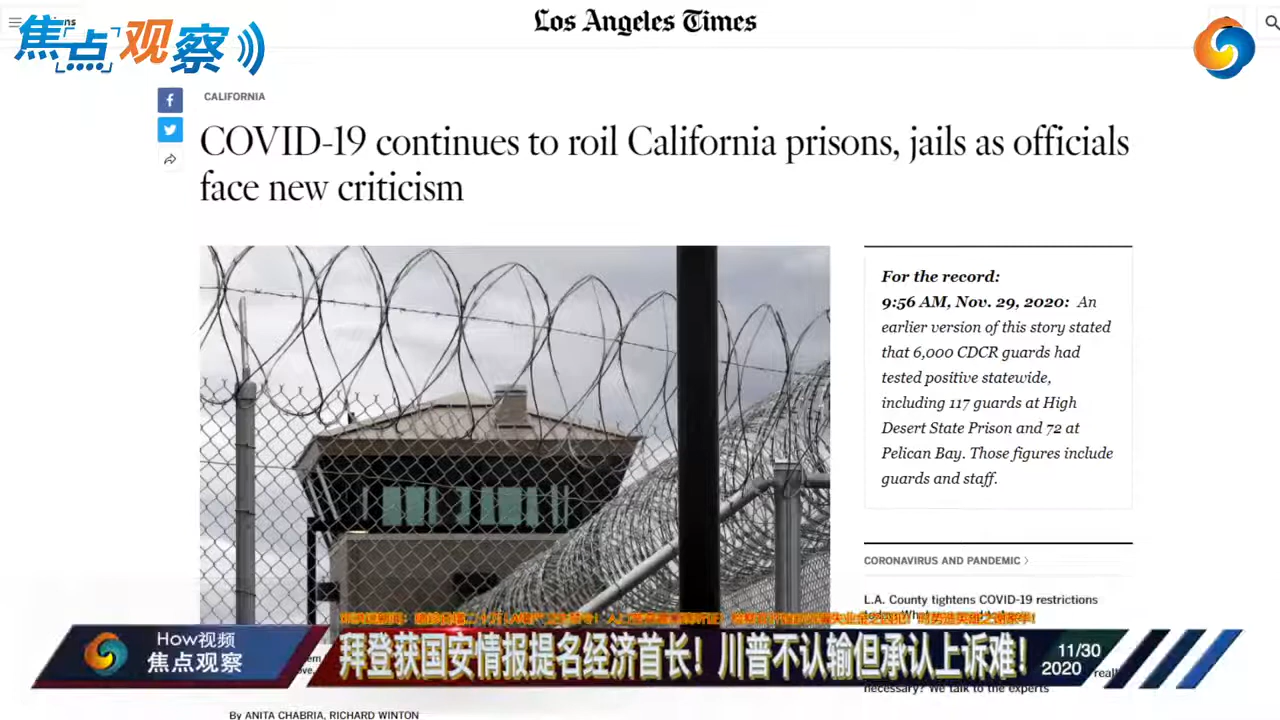 焦点观察
Los Angeles Times
CALIFORNIA
COVID-19 continues to roil California prisons, jails as officials
face new criticism
For the record:
9:56 AM, Nov. 29, 2020: An
earlier version of this story stated
that 6,000 CDCR guards had
tested positive statewide,
including 117 guards at High
Desert State Prison and 72 at
Pelican Bay. Those figures include
guards and staff.
CORONAVIRUS AND PANDEMIC
L.A. County tightens COVID-19 restrictions
How视频
焦点观察
拜登获国安情报提名经济首长！川普不认输但承认上诉难！
11/30
2020
necessary? We talk to the experts
By ANITA CHABRIA, RICHARD WINTON